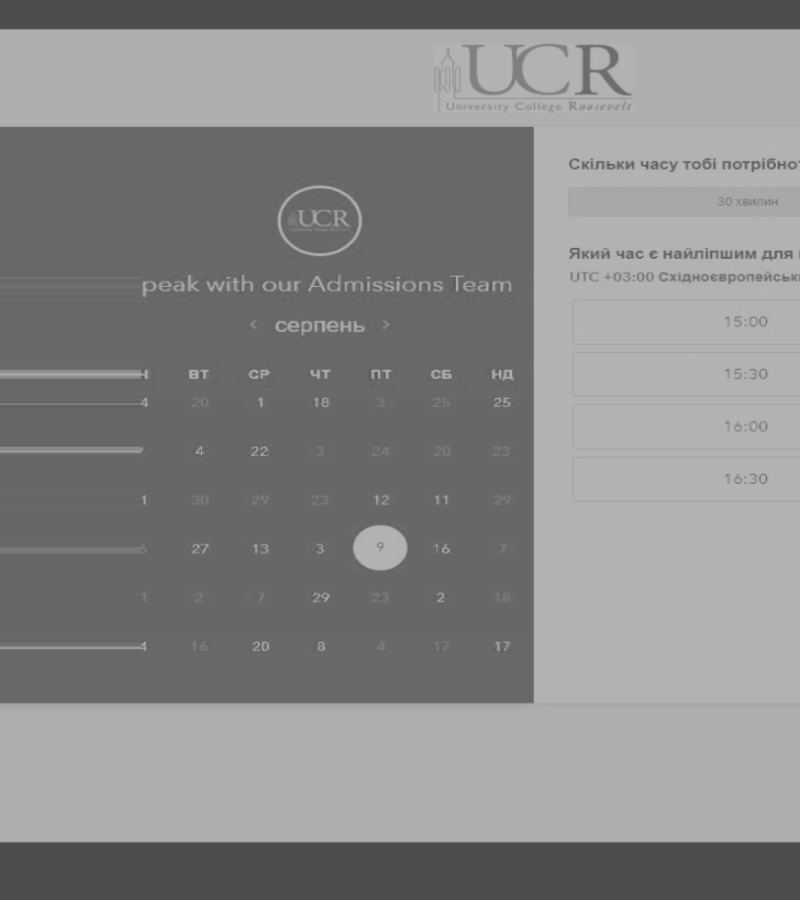 UCR
University College Roosevelt
UCR
peak with our Admissions Team
< серпень >
Н ВТ СР ЧТ ПТ СБ НД
4 20 1 18 3 25 25
4 22 3 24 20 23
1 30 29 23 12 11 29
6 27 13 3 9 16 7
1 2 7 29 23 2 18
4 16 20 8 4 17 17
Скільки часу тобі потрібно
30 хвилин
Який час є найліпшим для
UTC +03:00 Східноєвропейськ
15:00
15:30
16:00
16:30